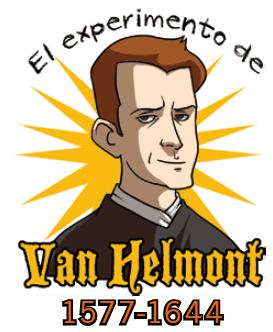 El experimento de
Van Helmont
1577-1644